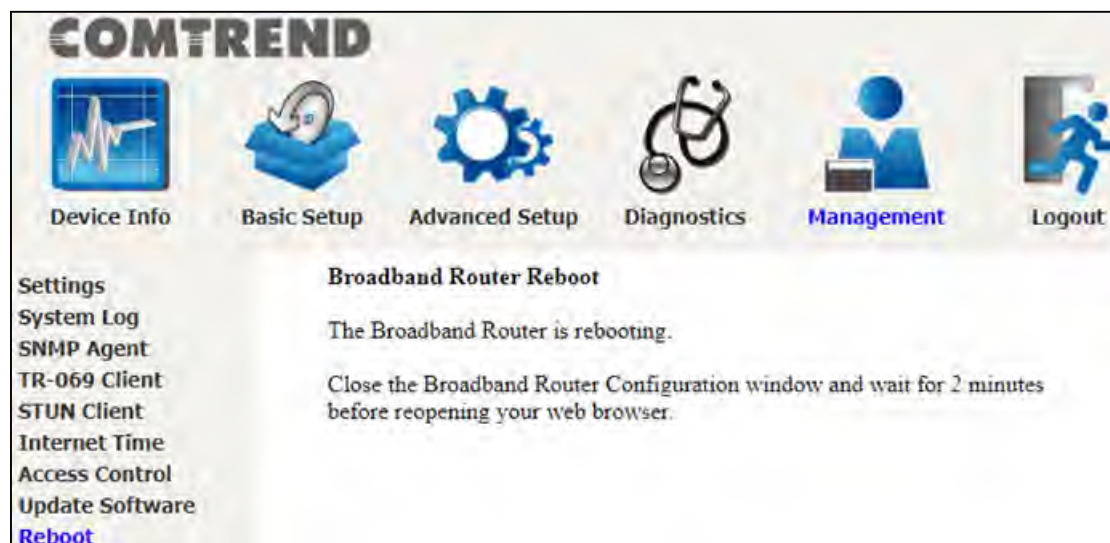 COMTREND
Device Info
Basic Setup
Advanced Setup
Diagnostics
Management
Logout
Settings
System Log
SNMP Agent
TR-069 Client
STUN Client
Internet Time
Access Control
Update Software
Reboot
Broadband Router Reboot
The Broadband Router is rebooting.
Close the Broadband Router Configuration window and wait for 2 minutes
before reopening your web browser.